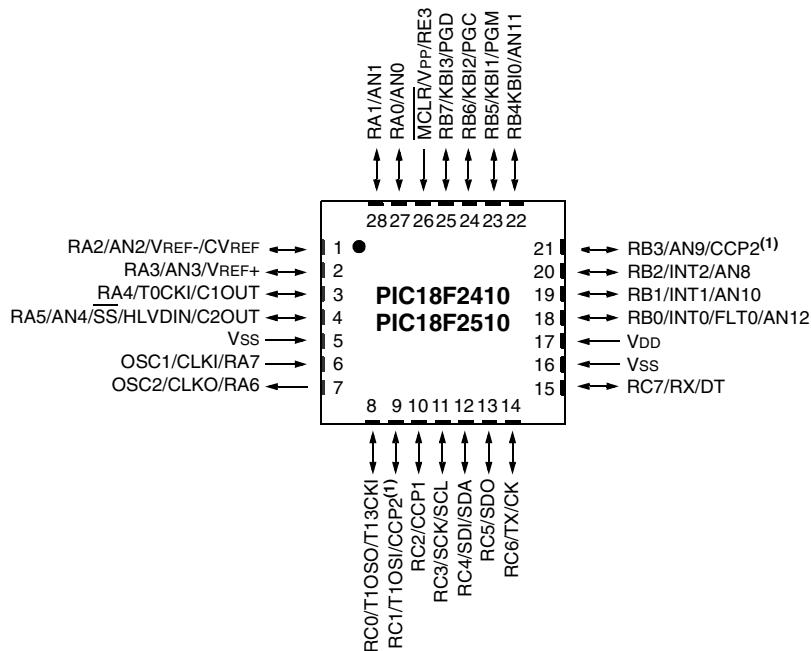 RA1/AN1
RA0/AN0
MCLR/VPP/RE3
RB7/KBI3/PGD
RB6/KBI2/PGC
RB5/KBI1/PGM
RB4KBI0/AN11
28 27 26 25 24 23 22
RA2/AN2/VREF-/CVREF 1
RA3/AN3/VREF+ 2
RA4/T0CKI/C1OUT 3
RA5/AN4/SS/HLVDIN/C2OUT 4
VSS 5
OSC1/CLKI/RA7 6
OSC2/CLKO/RA6 7
PIC18F2410
PIC18F2510
21 RB3/AN9/CCP2(1)
20 RB2/INT2/AN8
19 RB1/INT1/AN10
18 RB0/INT0/FLT0/AN12
17 VDD
16 VSS
15 RC7/RX/DT
8 9 10 11 12 13 14
RC0/T1OSO/T13CKI
RC1/T1OSI/CCP2(1)
RC2/CCP1
RC3/SCK/SCL
RC4/SDI/SDA
RC5/SDO
RC6/TX/CK